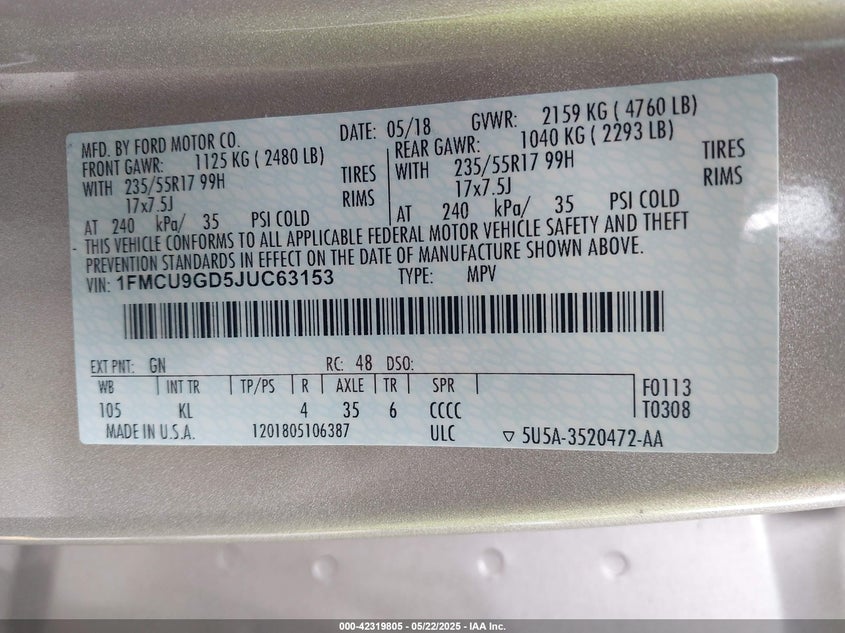 MFD. BY FORD MOTOR CO. DATE: 05/18 GVWR: 2159 KG ( 4760 LB)
FRONT GAWR: 1125 KG ( 2480 LB) REAR GAWR: 1040 KG ( 2293 LB)
WITH 235/55R17 99H TIRES WITH 235/55R17 99H TIRES
17x7.5J RIMS 17x7.5J RIMS
AT 240 kPa/ 35 PSI COLD AT 240 kPa/ 35 PSI COLD
THIS VEHICLE CONFORMS TO ALL APPLICABLE FEDERAL MOTOR VEHICLE SAFETY AND THEFT
PREVENTION STANDARDS IN EFFECT ON THE DATE OF MANUFACTURE SHOWN ABOVE.
VIN: 1FMCU9GD5JUC63153 TYPE: MPV
EXT PNT: GN RC: 48 DSO:
WB INT TR TP/PS R AXLE TR SPR F0113
105 KL 4 35 6 CCCC T0308
MADE IN U.S.A. 1201805106387 ULC ▽ 5U5A-3520472-AA
000-42319805 - 05/22/2025 - IAA Inc.